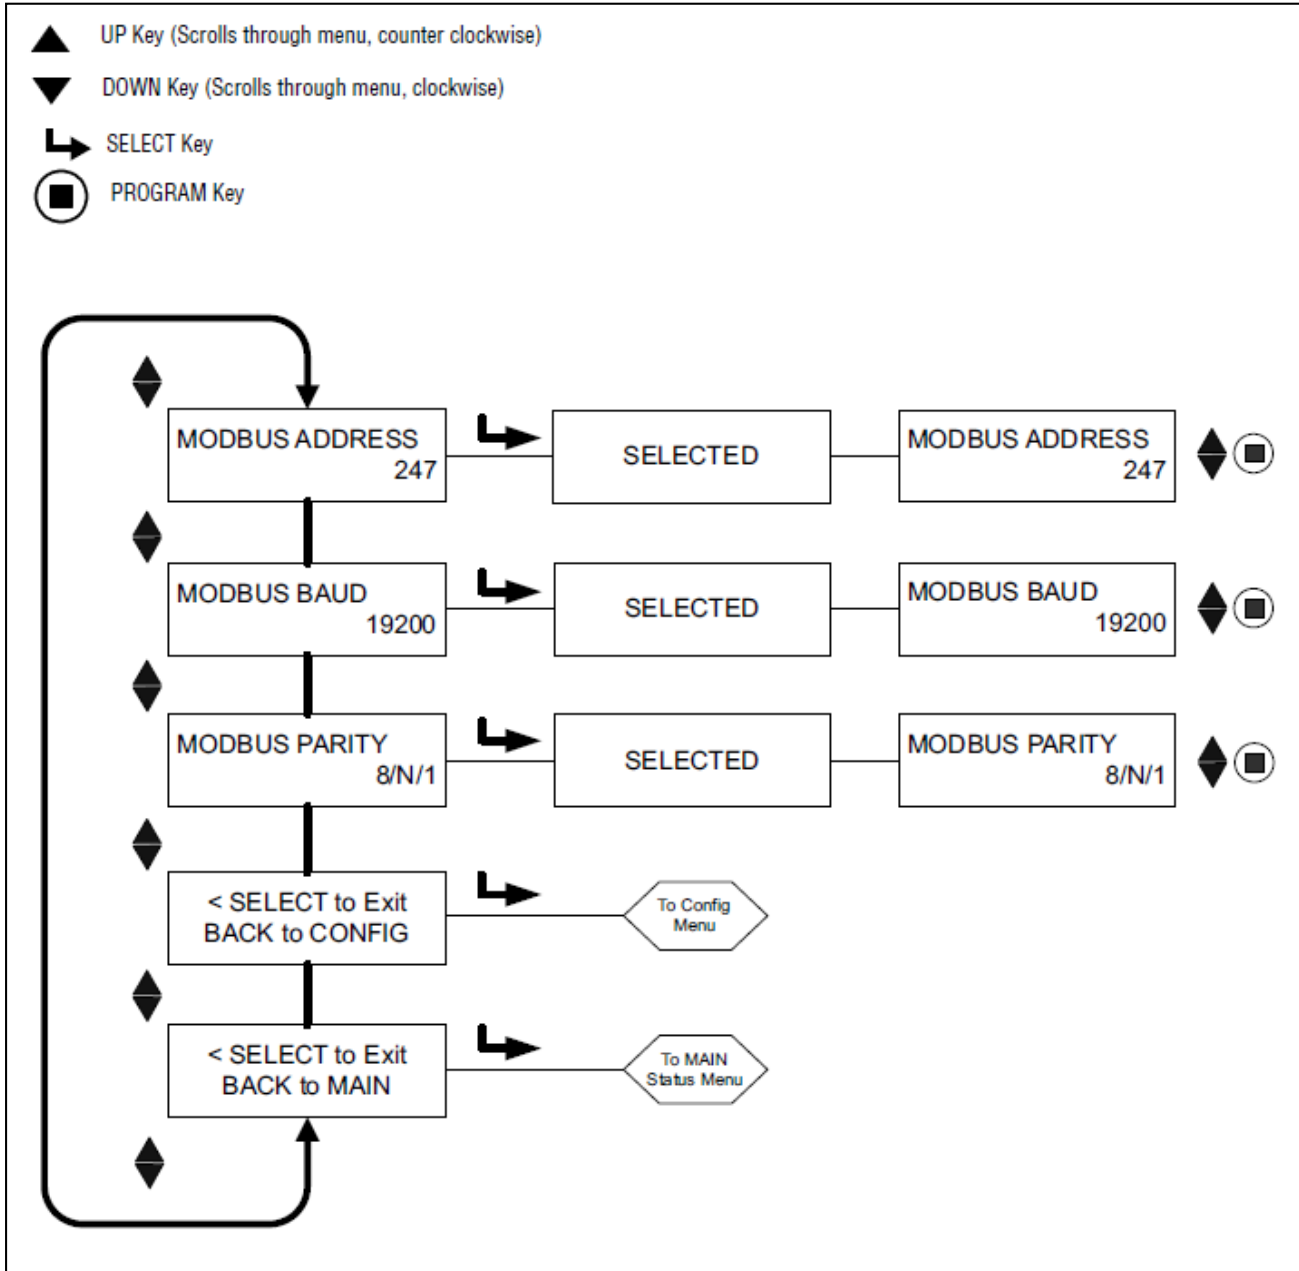 UP Key (Scrolls through menu, counter clockwise)
DOWN Key (Scrolls through menu, clockwise)
SELECT Key
PROGRAM Key
MODBUS ADDRESS
247
SELECTED
MODBUS ADDRESS
247
MODBUS BAUD
19200
SELECTED
MODBUS BAUD
19200
MODBUS PARITY
8/N/1
SELECTED
MODBUS PARITY
8/N/1
< SELECT to Exit
BACK to CONFIG
To Config
Menu
< SELECT to Exit
BACK to MAIN
To MAIN
Status Menu